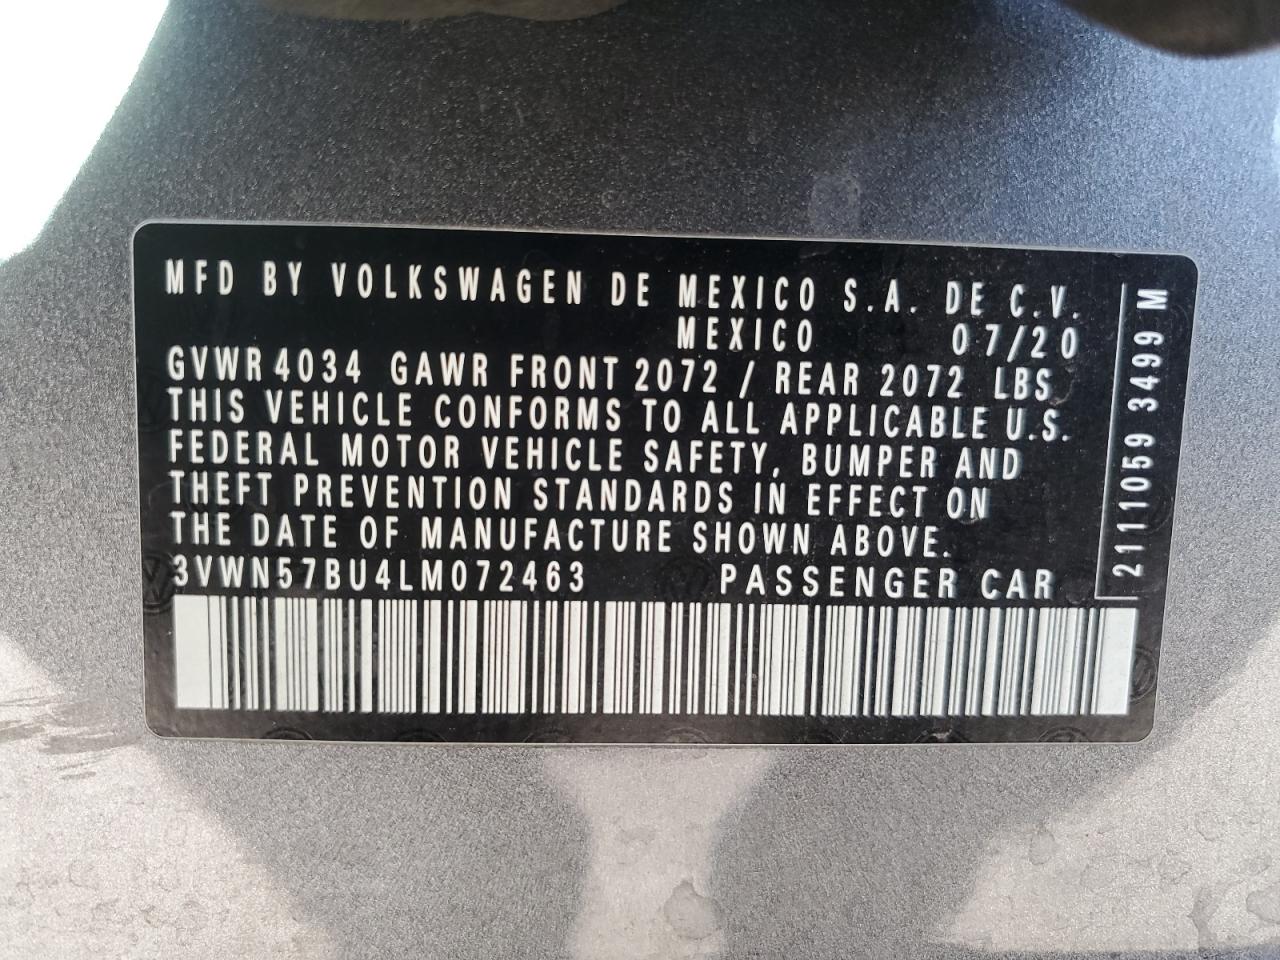 MFD BY VOLKSWAGEN DE MEXICO S.A. DE C.V.
MEXICO 07/20
GVWR 4034 GAWR FRONT 2072 / REAR 2072 LBS
THIS VEHICLE CONFORMS TO ALL APPLICABLE U.S.
FEDERAL MOTOR VEHICLE SAFETY, BUMPER AND
THEFT PREVENTION STANDARDS IN EFFECT ON
THE DATE OF MANUFACTURE SHOWN ABOVE.
3VWN57BU4LM072463 PASSENGER CAR
2111059 3499 M